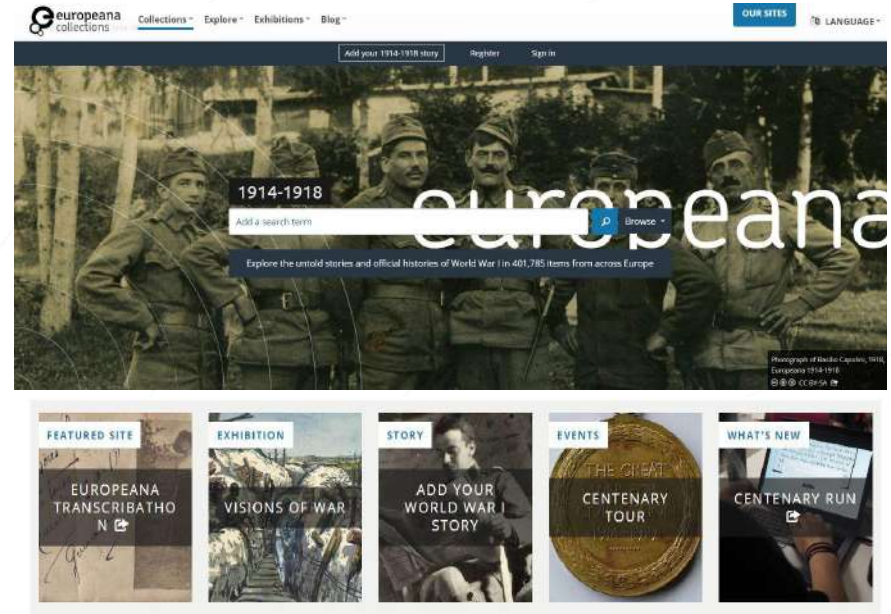 europeana
collections
Collections
Explore
Exhibitions
Blog
OUR SITES
LANGUAGE
Add your 1914-1918 story
Register
Sign in
1914-1918
europeana
Add a search term
Browse
Explore the untold stories and official histories of World War I in 401,785 items from across Europe
Photograph of Basilio Capolini, 1918,
Europeana 1914-1918
CC BY-SA
FEATURED SITE
EUROPEANA
TRANSCRIBATHO
N
EXHIBITION
VISIONS OF WAR
STORY
ADD YOUR
WORLD WAR I
STORY
EVENTS
THE GREAT
CENTENARY
TOUR
WHAT'S NEW
CENTENARY RUN